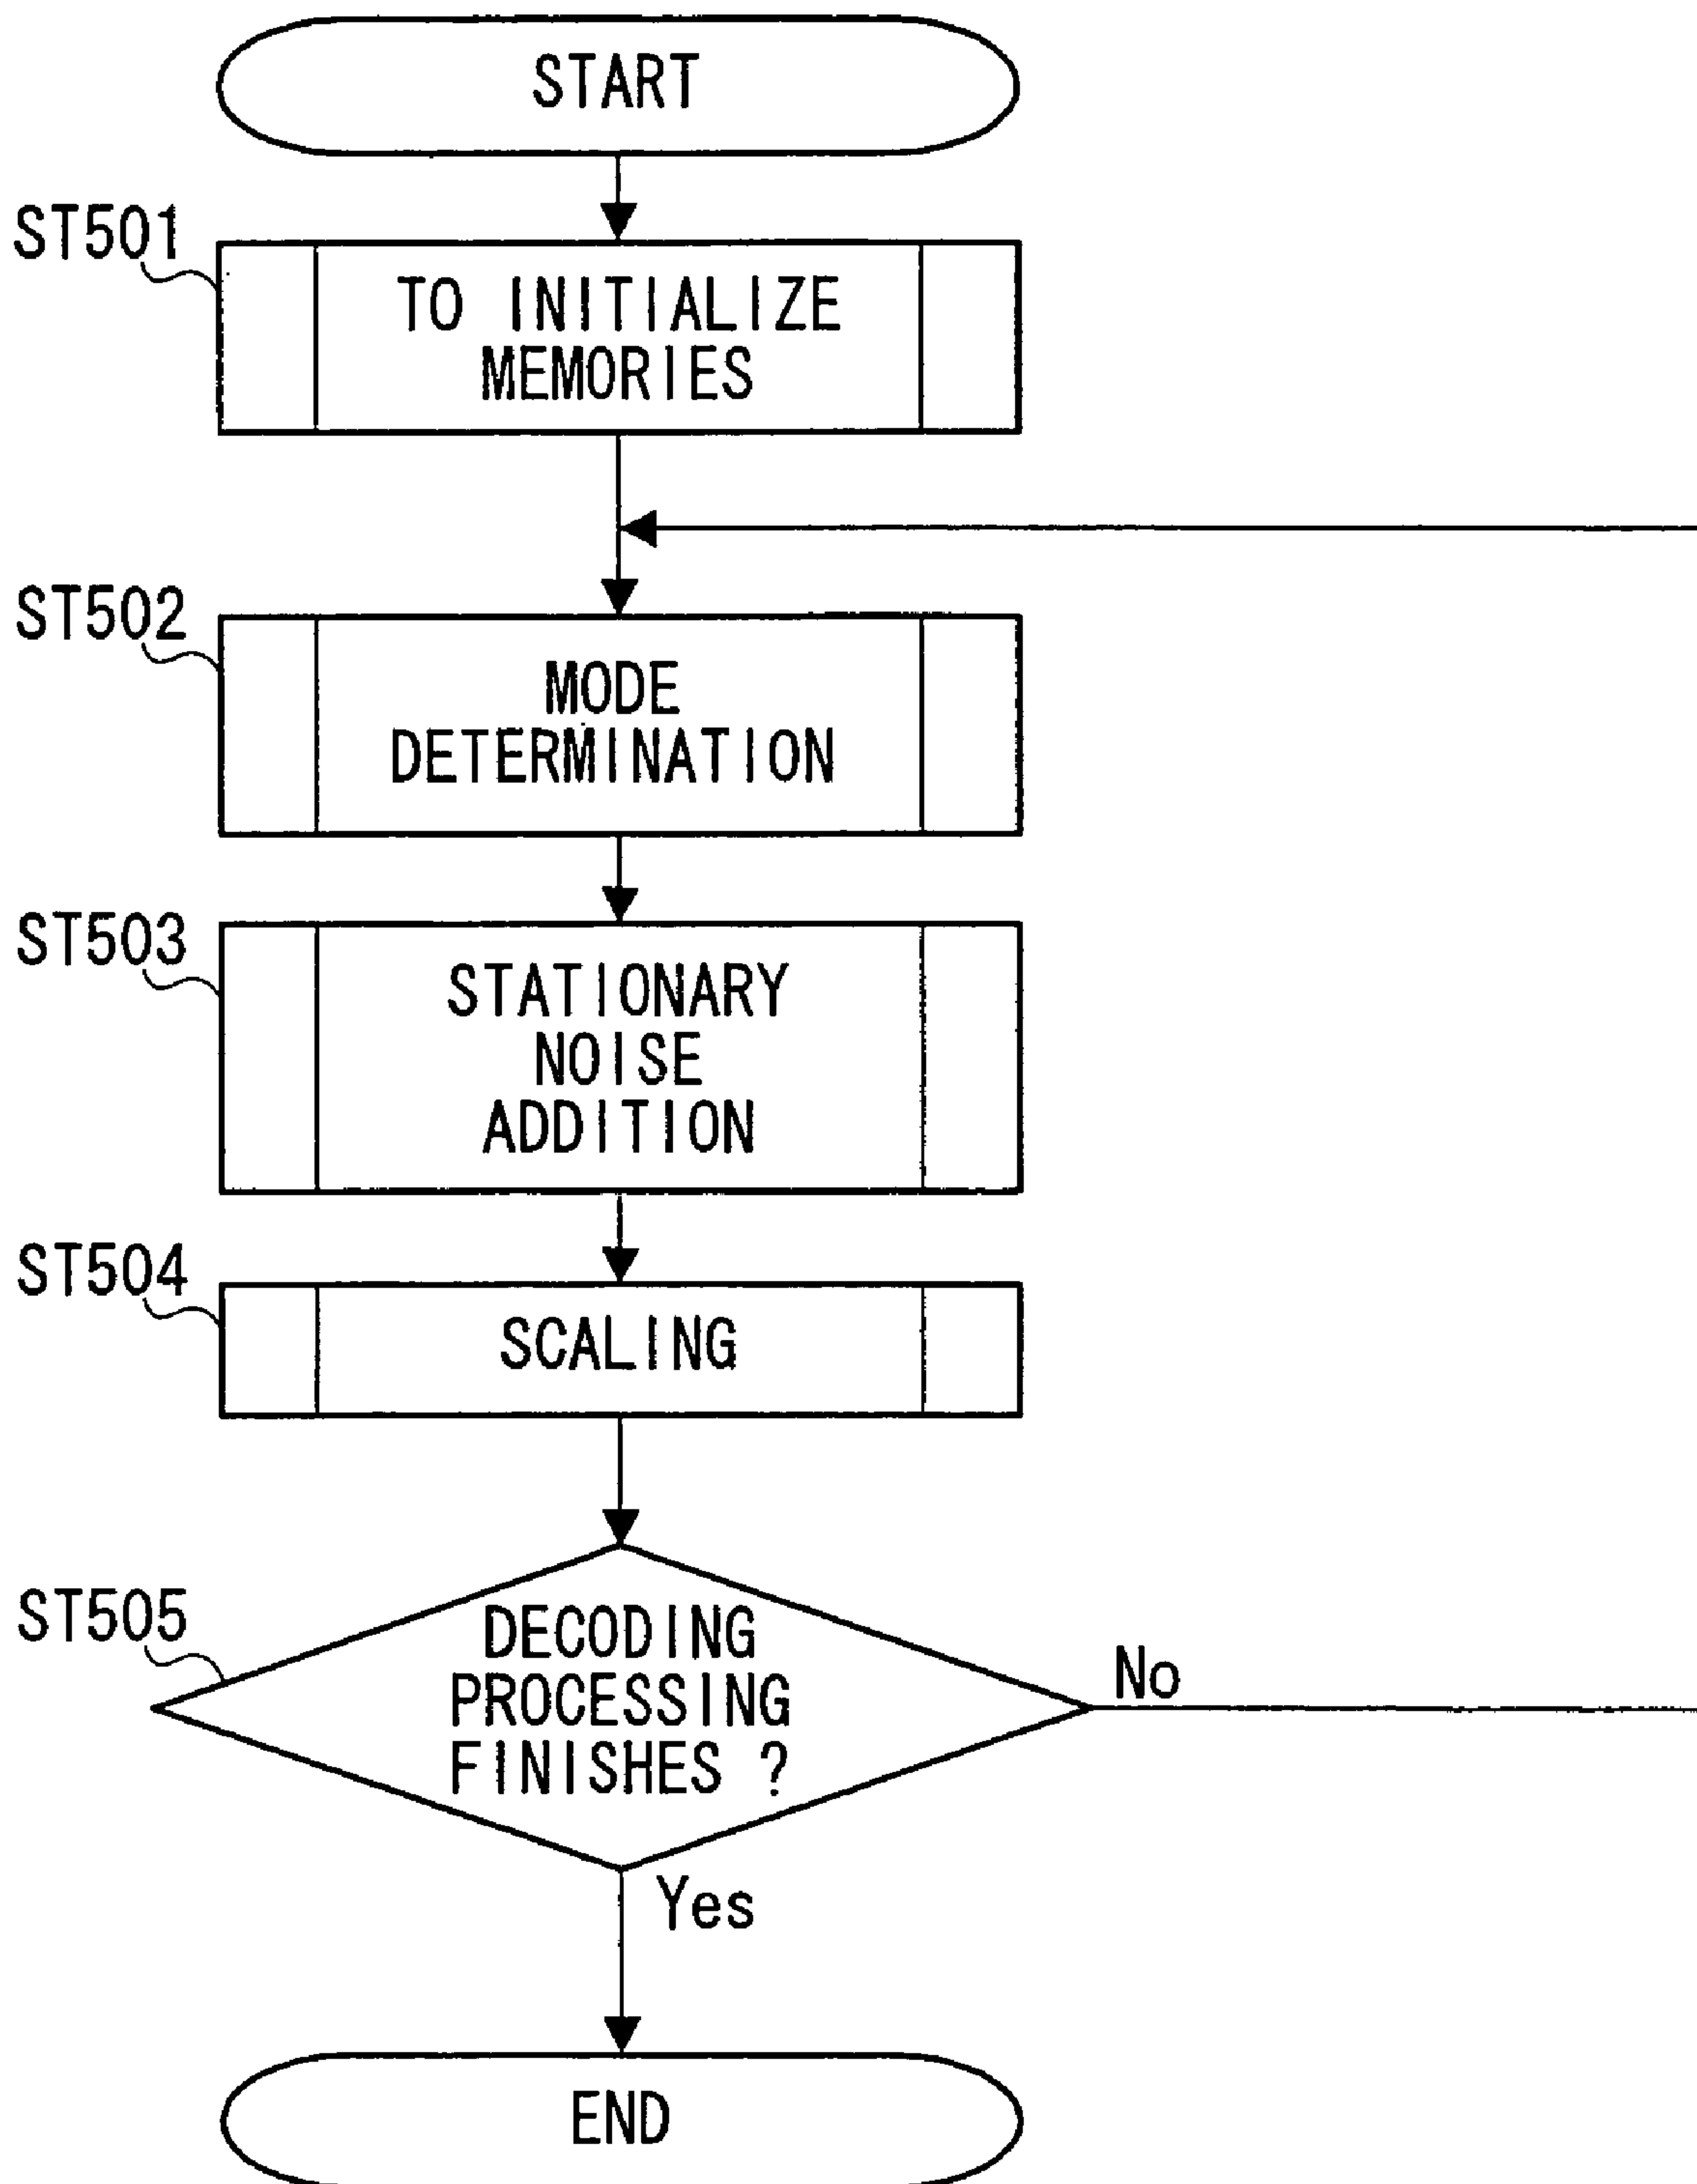 START
ST501
TO INITIALIZE
MEMORIES
ST502
MODE
DETERMINATION
ST503
STATIONARY
NOISE
ADDITION
ST504
SCALING
ST505
DECODING
PROCESSING
FINISHES ?
No
Yes
END